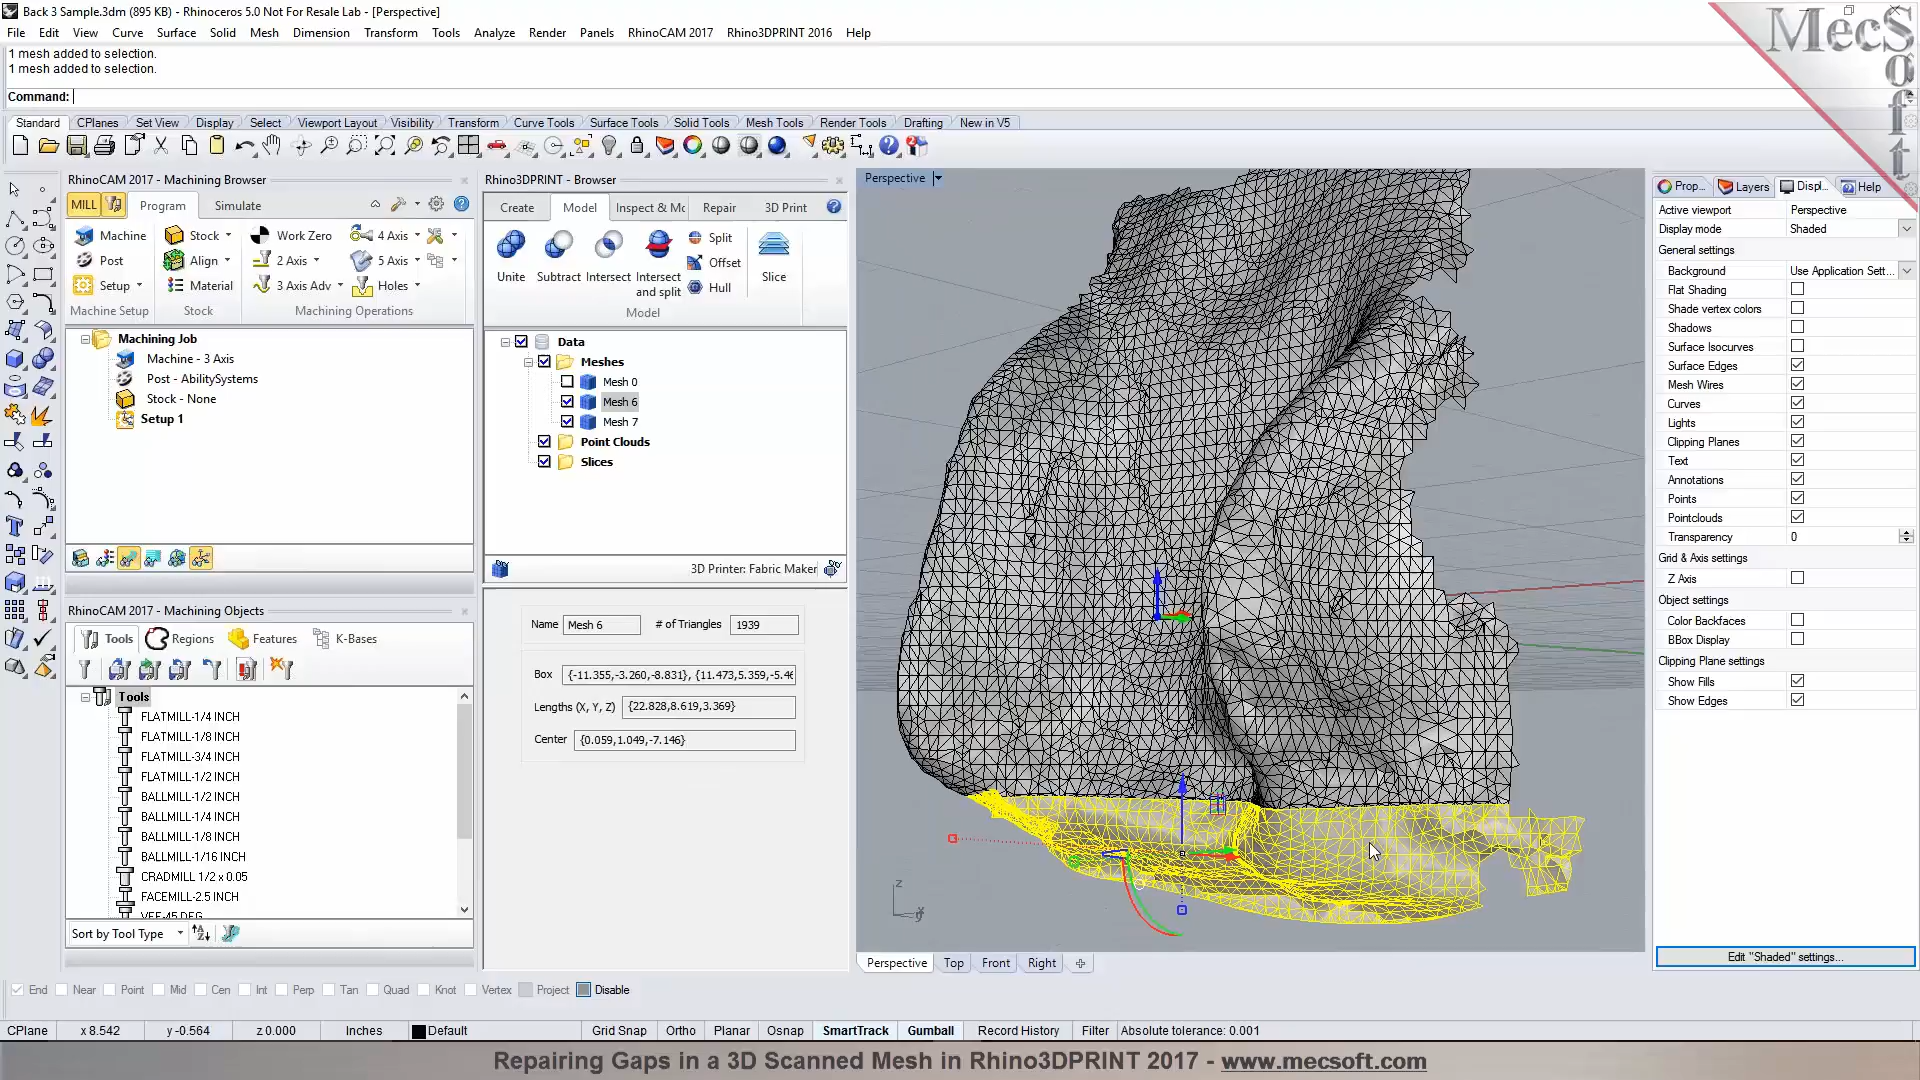 Back 3 Sample.3dm (895 KB) - Rhinoceros 5.0 Not For Resale Lab - [Perspective]
File Edit View Curve Surface Solid Mesh Dimension Transform Tools Analyze Render Panels RhinoCAM 2017 Rhino3DPRINT 2016 Help
MecSoft
1 mesh added to selection.
1 mesh added to selection.
Command:
Standard CPlanes Set View Display Select Viewport Layout Visibility Transform Curve Tools Surface Tools Solid Tools Mesh Tools Render Tools Drafting New in V5
RhinoCAM 2017 - Machining Browser
MILL Program Simulate
Machine Stock Work Zero 4 Axis
Post Align 2 Axis 5 Axis
Setup Material 3 Axis Adv Holes
Machine Setup Stock Machining Operations
Machining Job
Machine - 3 Axis
Post - AbilitySystems
Stock - None
Setup 1
RhinoCAM 2017 - Machining Objects
Tools Regions Features K-Bases
Tools
FLATMILL-1/4 INCH
FLATMILL-1/8 INCH
FLATMILL-3/4 INCH
FLATMILL-1/2 INCH
BALLMILL-1/2 INCH
BALLMILL-1/4 INCH
BALLMILL-1/8 INCH
BALLMILL-1/16 INCH
CRADMILL 1/2 x 0.05
FACEMILL-2.5 INCH
VEE-45 DEG
Sort by Tool Type
Rhino3DPRINT - Browser
Create Model Inspect & Mc Repair 3D Print
Unite Subtract Intersect Intersect and split Split Offset Hull Slice
Model
Data
Meshes
Mesh 0
Mesh 6
Mesh 7
Point Clouds
Slices
3D Printer: Fabric Maker
Name Mesh 6 # of Triangles 1939
Box {-11.355,-3.260,-8.831}, {11.473,5.359,-5.46
Lengths (X, Y, Z) {22.828,8.619,3.369}
Center {0.059,1.049,-7.146}
Perspective
z
y
Perspective Top Front Right
Prop... Layers Displ... Help
Active viewport Perspective
Display mode Shaded
General settings
Background Use Application Sett...
Flat Shading
Shade vertex colors
Shadows
Surface Isocurves
Surface Edges
Mesh Wires
Curves
Lights
Clipping Planes
Text
Annotations
Points
Pointclouds
Transparency 0
Grid & Axis settings
Z Axis
Object settings
Color Backfaces
BBox Display
Clipping Plane settings
Show Fills
Show Edges
Edit "Shaded" settings...
End Near Point Mid Cen Int Perp Tan Quad Knot Vertex Project Disable
CPlane x 8.542 y -0.564 z 0.000 Inches Default Grid Snap Ortho Planar Osnap SmartTrack Gumball Record History Filter Absolute tolerance: 0.001
Repairing Gaps in a 3D Scanned Mesh in Rhino3DPRINT 2017 - www.mecsoft.com